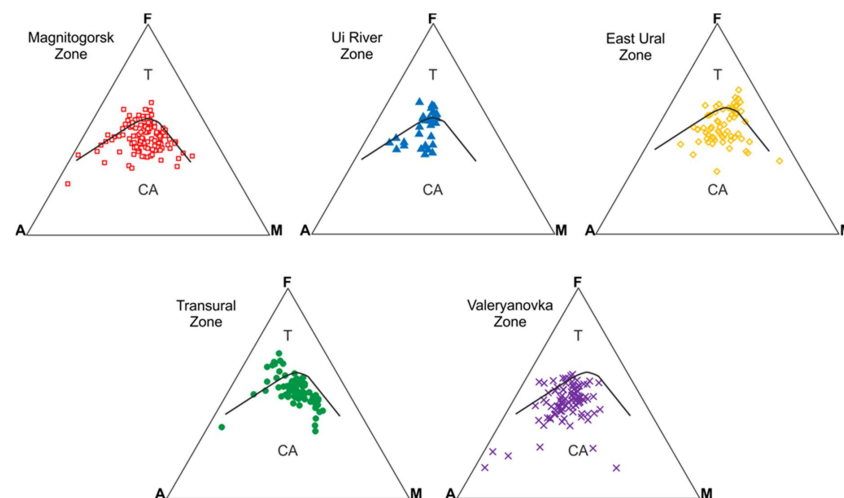 Magnitogorsk
Zone
F
T
CA
A
M
Ui River
Zone
F
T
CA
A
M
East Ural
Zone
F
T
CA
A
M
Transural
Zone
F
T
CA
A
M
Valeryanovka
Zone
F
T
CA
A
M